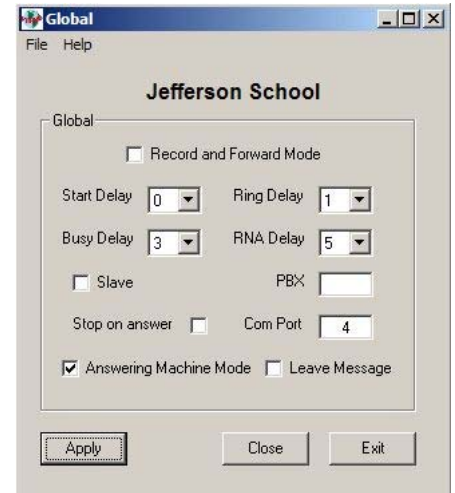 Global
File Help
Jefferson School
Global
Record and Forward Mode
Start Delay 0 Ring Delay 1
Busy Delay 3 RNA Delay 5
Slave PBX
Stop on answer Com Port 4
Answering Machine Mode Leave Message
Apply Close Exit